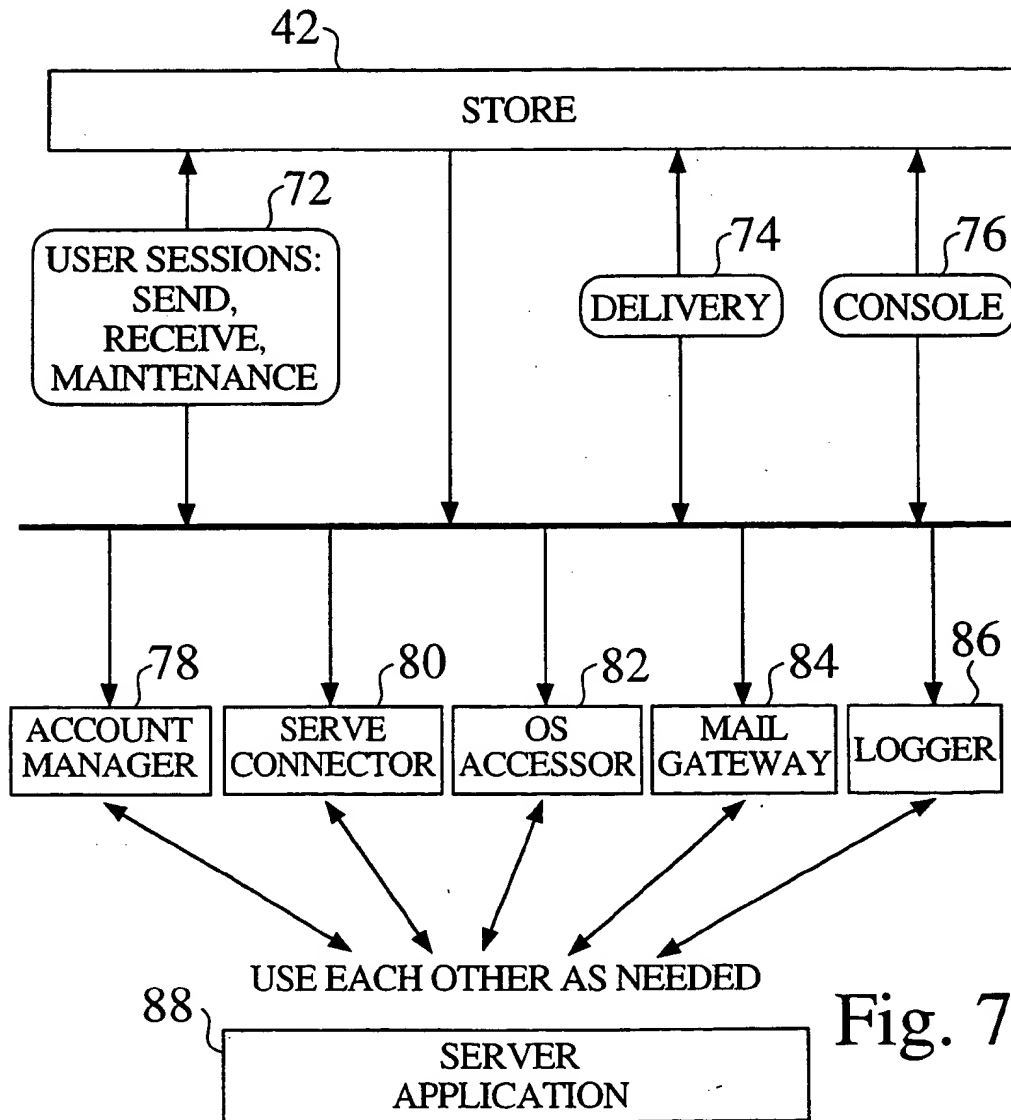 42
STORE
72
USER SESSIONS:
SEND,
RECEIVE,
MAINTENANCE
74
DELIVERY
76
CONSOLE
78
ACCOUNT
MANAGER
80
SERVE
CONNECTOR
82
OS
ACCESSOR
84
MAIL
GATEWAY
86
LOGGER
USE EACH OTHER AS NEEDED
88
SERVER
APPLICATION
Fig. 7